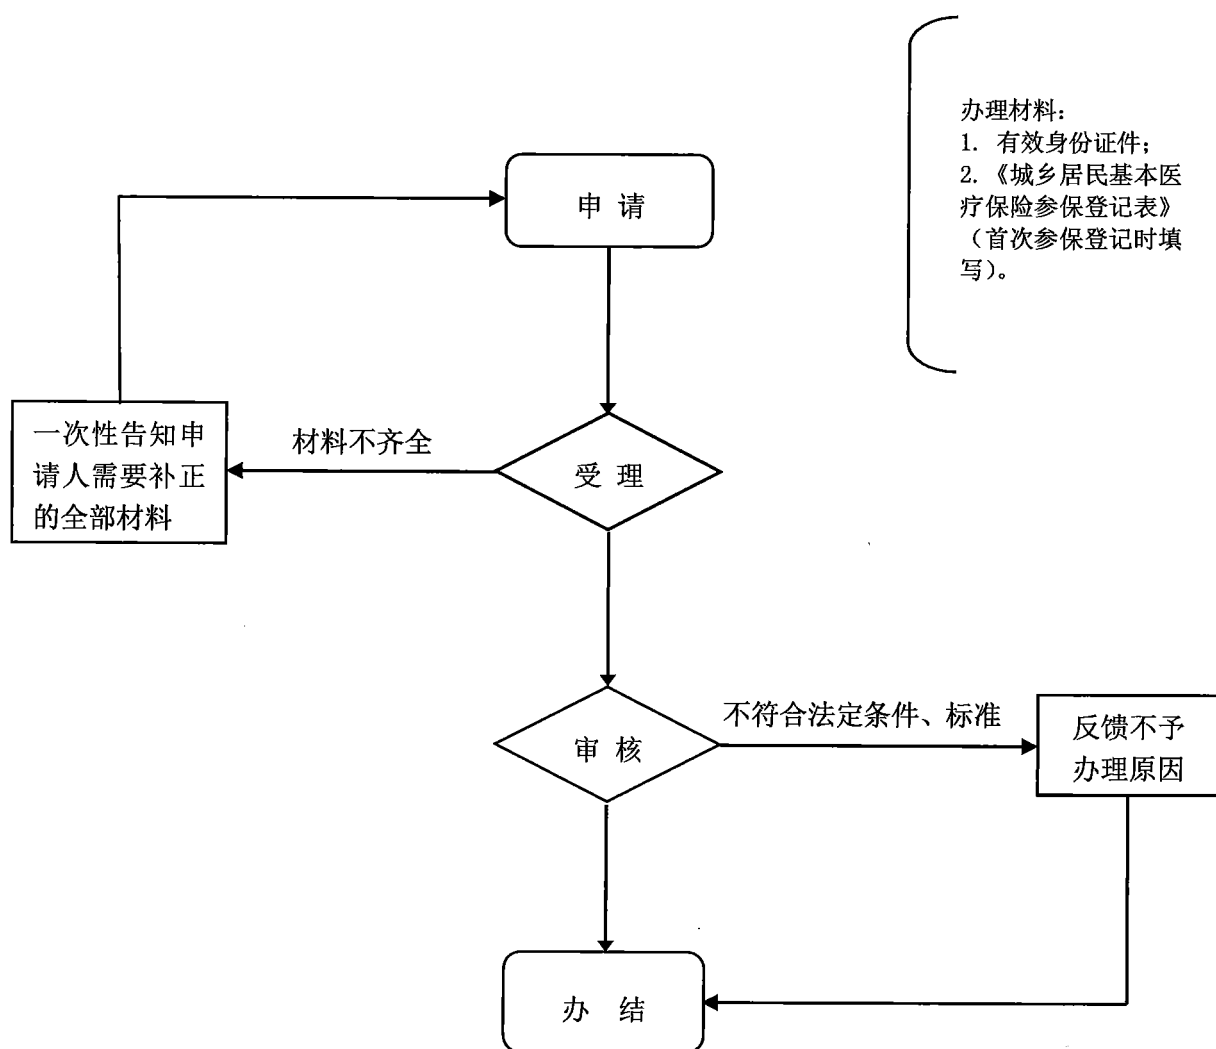 办理材料：
1. 有效身份证件；
2.《城乡居民基本医
疗保险参保登记表》
（首次参保登记时填
写）。
申 请
一次性告知申
请人需要补正
的全部材料
材料不齐全
受 理
审 核
不符合法定条件、标准
反馈不予
办理原因
办 结